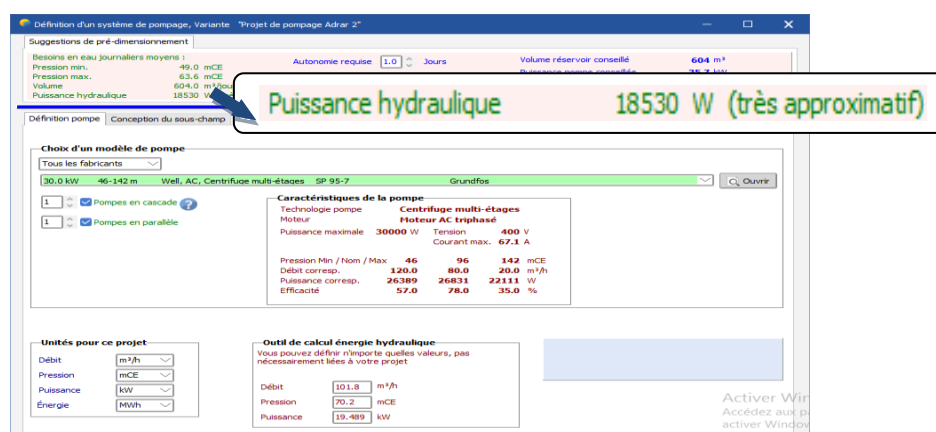 Définition d'un système de pompage, Variante "Projet de pompage Adrar 2"
Suggestions de pré-dimensionnement
Besoins en eau journaliers moyens :
Pression min. 49.0 mCE
Pression max. 63.6 mCE
Volume 604.0 m³/jou
Puissance hydraulique 18530 W
Autonomie requise 1.0 Jours
Volume réservoir conseillé 604 m³
Puissance pompe conseillée 25.7 kW
Puissance hydraulique 18530 W (très approximatif)
Définition pompe Conception du sous-champ
Choix d'un modèle de pompe
Tous les fabricants
30.0 kW 46-142 m Well, AC, Centrifuge multi-étages SP 95-7 Grundfos Ouvrir
1 Pompes en cascade ?
1 Pompes en parallèle
Caractéristiques de la pompe
Technologie pompe Centrifuge multi-étages
Moteur Moteur AC triphasé
Puissance maximale 30000 W Tension 400 V
Courant max. 67.1 A
Pression Min / Nom / Max 46 96 142 mCE
Débit corresp. 120.0 80.0 20.0 m³/h
Puissance corresp. 26389 26831 22111 W
Efficacité 57.0 78.0 35.0 %
Unités pour ce projet
Débit m³/h
Pression mCE
Puissance kW
Énergie MWh
Outil de calcul énergie hydraulique
Vous pouvez définir n'importe quelles valeurs, pas
nécessairement liées à votre projet
Débit 101.8 m³/h
Pression 70.2 mCE
Puissance 19.489 kW
Activer Win
Accédez aux p
activer Window